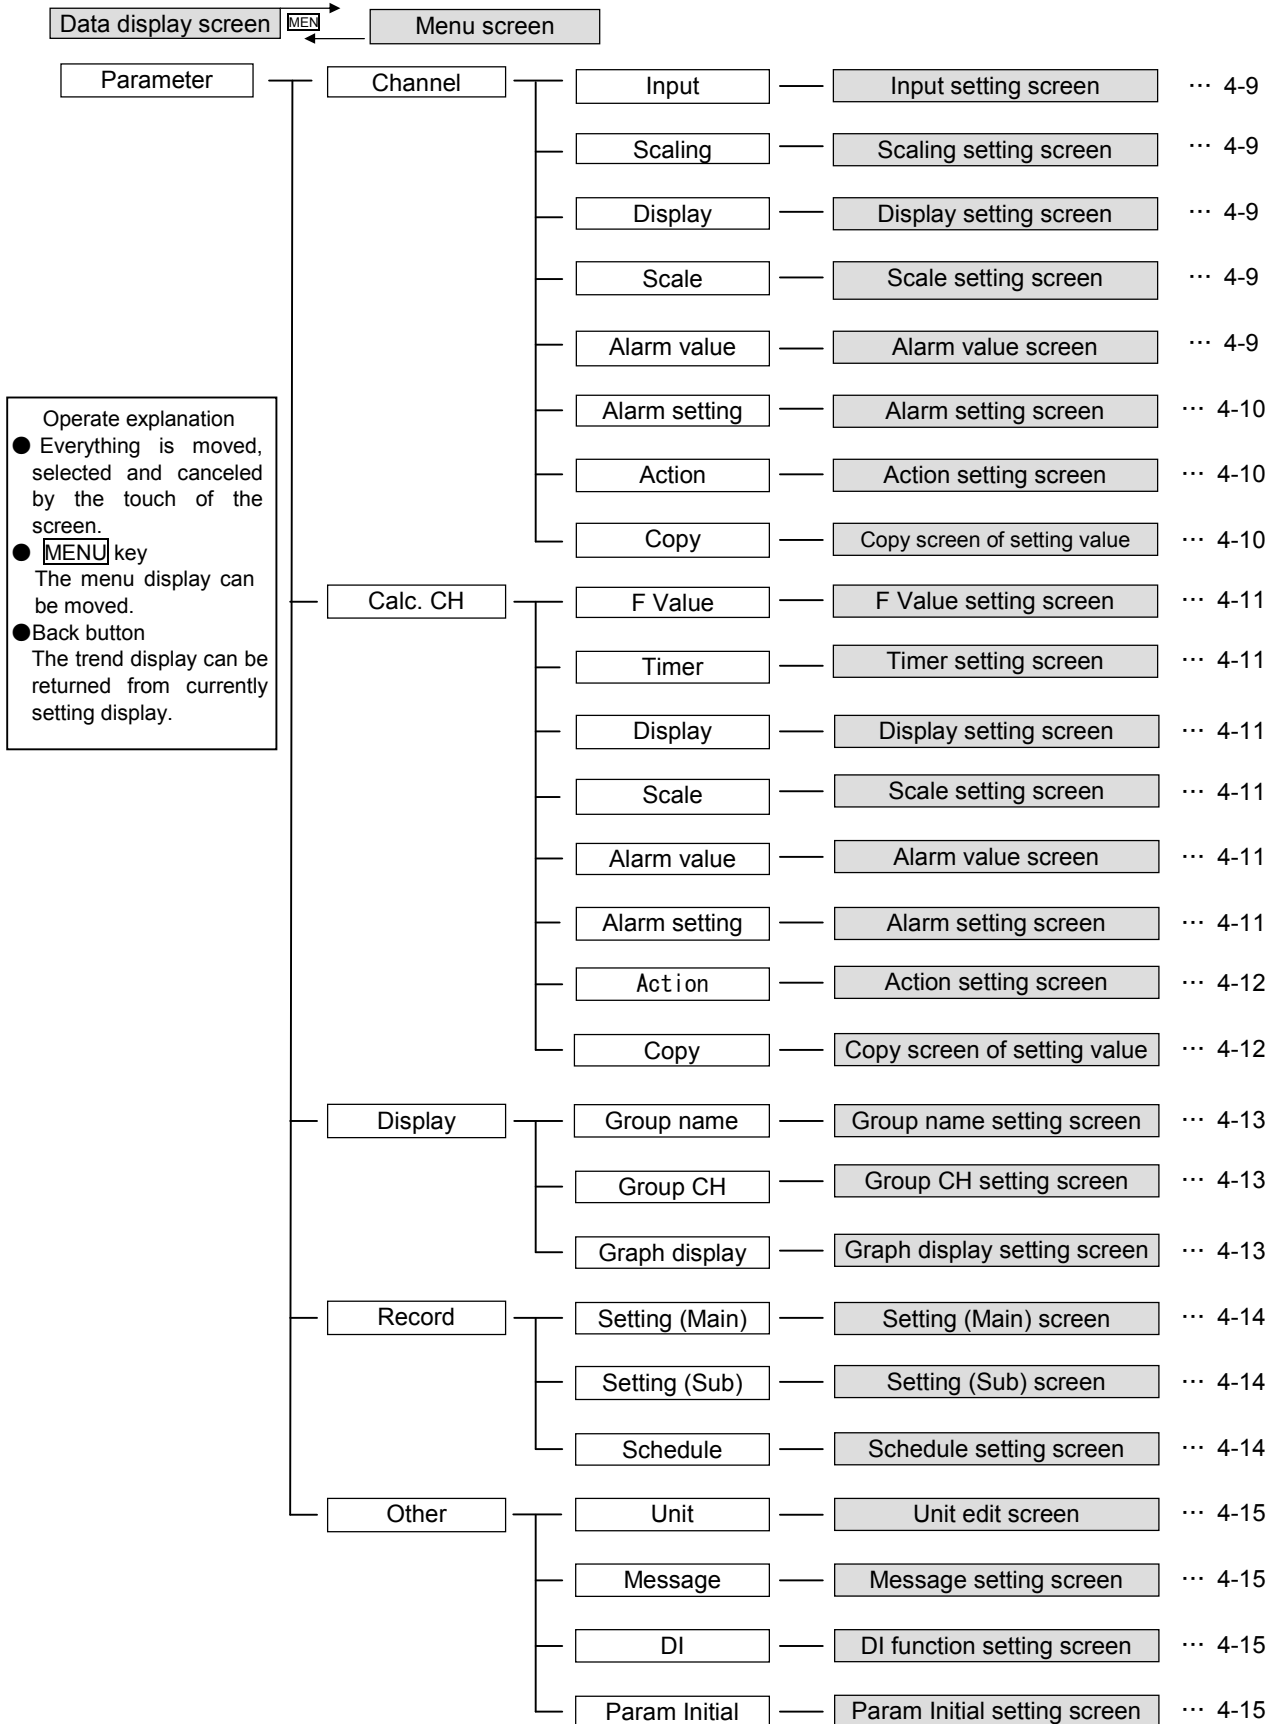 Data display screen MEN Menu screen
Parameter Channel Input Input setting screen ··· 4-9
Scaling Scaling setting screen ··· 4-9
Display Display setting screen ··· 4-9
Scale Scale setting screen ··· 4-9
Alarm value Alarm value screen ··· 4-9
Alarm setting Alarm setting screen ··· 4-10
Action Action setting screen ··· 4-10
Copy Copy screen of setting value ··· 4-10
Operate explanation
● Everything is moved,
selected and canceled
by the touch of the
screen.
● MENU key
The menu display can
be moved.
●Back button
The trend display can be
returned from currently
setting display.
Calc. CH F Value F Value setting screen ··· 4-11
Timer Timer setting screen ··· 4-11
Display Display setting screen ··· 4-11
Scale Scale setting screen ··· 4-11
Alarm value Alarm value screen ··· 4-11
Alarm setting Alarm setting screen ··· 4-11
Action Action setting screen ··· 4-12
Copy Copy screen of setting value ··· 4-12
Display Group name Group name setting screen ··· 4-13
Group CH Group CH setting screen ··· 4-13
Graph display Graph display setting screen ··· 4-13
Record Setting (Main) Setting (Main) screen ··· 4-14
Setting (Sub) Setting (Sub) screen ··· 4-14
Schedule Schedule setting screen ··· 4-14
Other Unit Unit edit screen ··· 4-15
Message Message setting screen ··· 4-15
DI DI function setting screen ··· 4-15
Param Initial Param Initial setting screen ··· 4-15